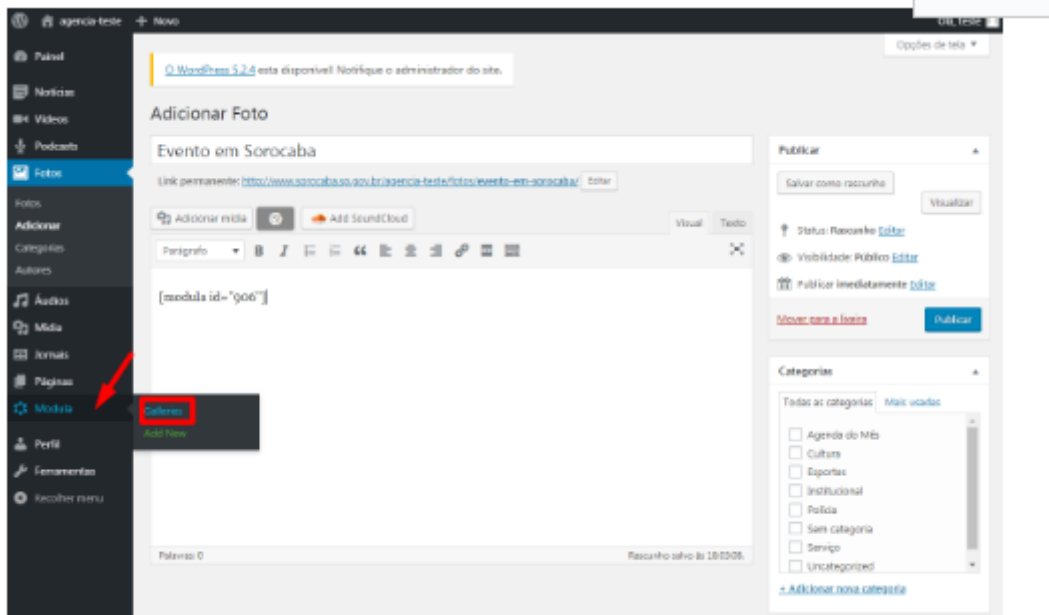 agencia-teste + Novo
Olá, teste
Opções de tela
Painel
O WordPress 5.2.4 esta disponível! Notifique o administrador do site.
Notícias
Vídeos
Podcasts
Fotos
Fotos
Adicionar
Categorias
Autores
Áudios
Mídia
Jornais
Páginas
Modula
Galleries
Add New
Perfil
Ferramentas
Recolher menu
Adicionar Foto
Evento em Sorocaba
Link permanente: http://www.sorocaba.sp.gov.br/agencia-teste/fotos/evento-em-sorocaba/ Editar
Adicionar mídia
Add SoundCloud
Visual Texto
Parágrafo B I
[modula id="906"]
Palavras: 0
Rascunho salvo às
Publicar
Salvar como rascunho
Visualizar
Status: Rascunho Editar
Visibilidade: Público Editar
Publicar imediatamente Editar
Mover para a lixeira
Publicar
Categorias
Todas as categorias Mais usadas
Agenda do Mês
Cultura
Esportes
Institucional
Polícia
Sem categoria
Serviço
Uncategorized
+ Adicionar nova categoria